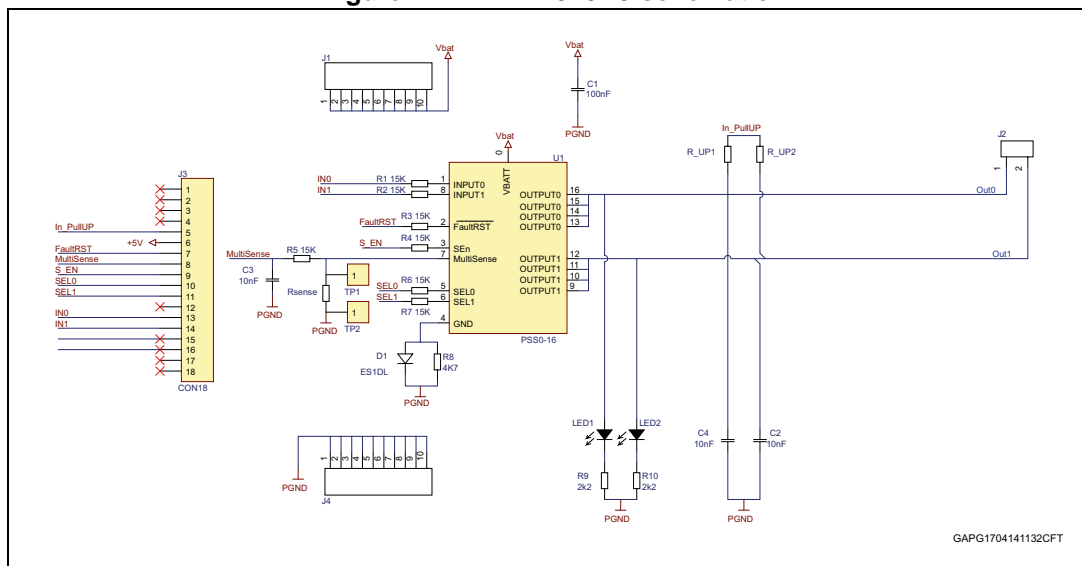 J1
1 2 3 4 5 6 7 8 9 10
Vbat
Vbat
C1
100nF
PGND
Vbat
0
U1
VBATT
IN0
R1 15K
1
INPUT0
IN1
R2 15K
8
INPUT1
FaultRST
R3 15K
2
FaultRST
S_EN
R4 15K
3
SEn
MultiSense
R5 15K
7
MultiSense
C3
10nF
PGND
Rsense
PGND
1
TP1
1
TP2
SEL0
R6 15K
5
SEL0
SEL1
R7 15K
6
SEL1
4
GND
OUTPUT0
16
OUTPUT0
15
OUTPUT0
14
OUTPUT0
13
OUTPUT1
12
OUTPUT1
11
OUTPUT1
10
OUTPUT1
9
PSS0-16
D1
ES1DL
R8
4K7
PGND
J3
1
2
3
4
In_PullUP
5
+5V
6
FaultRST
7
MultiSense
8
S_EN
9
SEL0
10
SEL1
11
12
IN0
13
IN1
14
15
16
17
18
CON18
In_PullUP
R_UP1
R_UP2
J2
1
2
Out0
Out1
LED1
LED2
R9
2k2
R10
2k2
PGND
C4
10nF
C2
10nF
PGND
PGND
1 2 3 4 5 6 7 8 9 10
J4
GAPG1704141132CFT